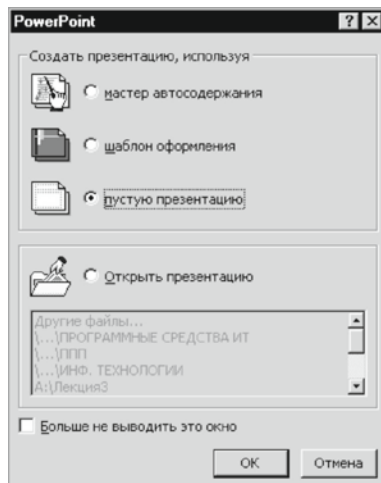 PowerPoint
Создать презентацию, используя
мастер автосодержания
шаблон оформления
пустую презентацию
Открыть презентацию
Другие файлы...
\...\ПРОГРАММНЫЕ СРЕДСТВА ИТ
\...\ППП
\...\ИНФ. ТЕХНОЛОГИИ
A:\Лекция3
Больше не выводить это окно
ОК
Отмена